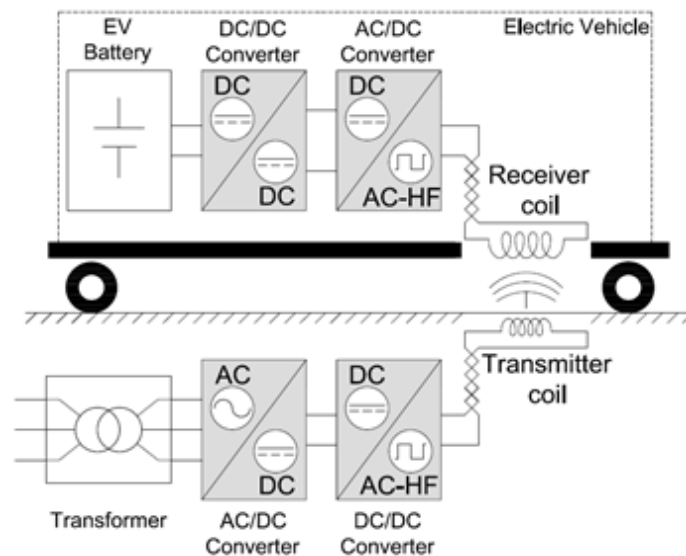 EV
Battery
DC/DC
Converter
AC/DC
Converter
Electric Vehicle
DC
DC
DC
AC-HF
Receiver
coil
Transmitter
coil
AC
DC
DC
AC-HF
Transformer
AC/DC
Converter
DC/DC
Converter